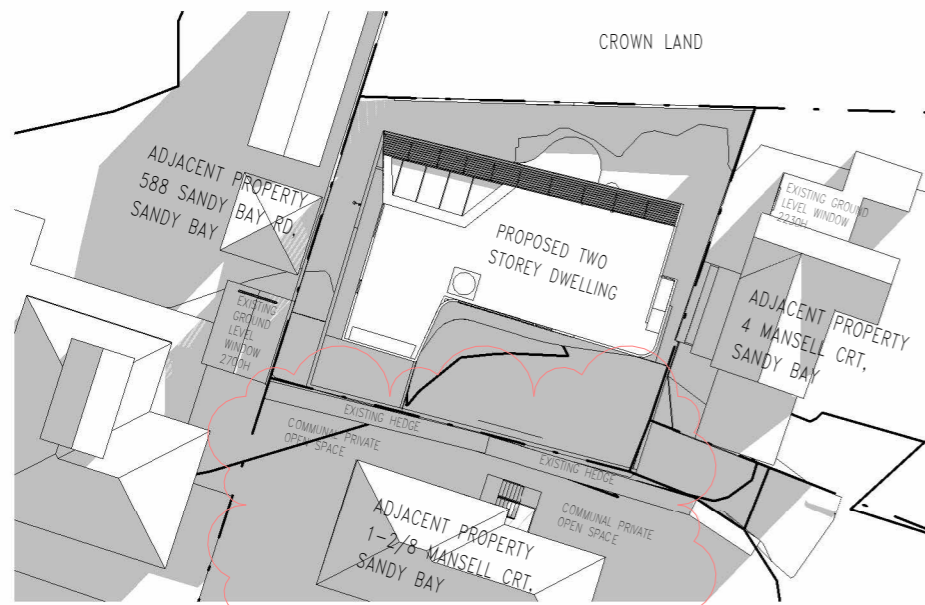 CROWN LAND
ADJACENT PROPERTY
588 SANDY BAY RD,
SANDY BAY
EXISTING GROUND
LEVEL WINDOW
2230H
PROPOSED TWO
STOREY DWELLING
ADJACENT PROPERTY
4 MANSELL CRT,
SANDY BAY
EXISTING
GROUND
LEVEL
WINDOW
2700H
EXISTING HEDGE
COMMUNAL PRIVATE
OPEN SPACE
EXISTING HEDGE
COMMUNAL PRIVATE
OPEN SPACE
ADJACENT PROPERTY
1-2/8 MANSELL CRT,
SANDY BAY